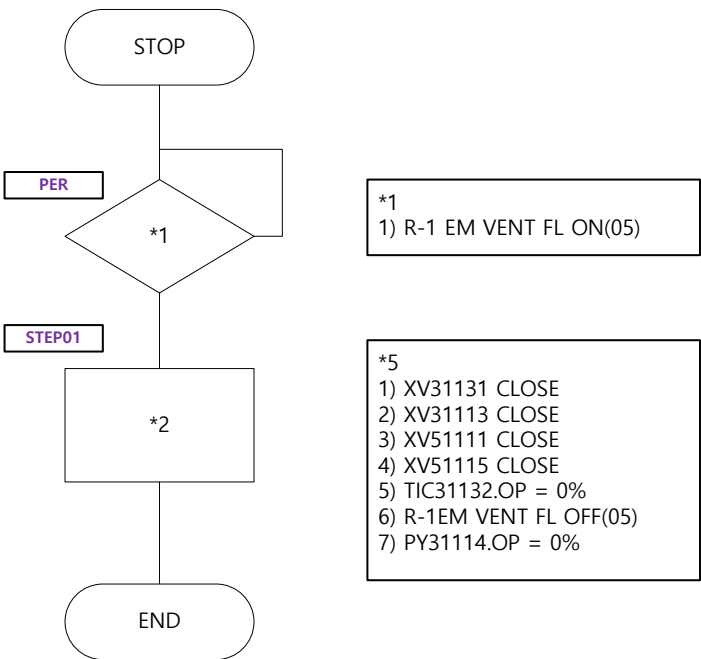 STOP
PER
*1
*1
1) R-1 EM VENT FL ON(05)
STEP01
*2
*5
1) XV31131 CLOSE
2) XV31113 CLOSE
3) XV51111 CLOSE
4) XV51115 CLOSE
5) TIC31132.OP = 0%
6) R-1EM VENT FL OFF(05)
7) PY31114.OP = 0%
END